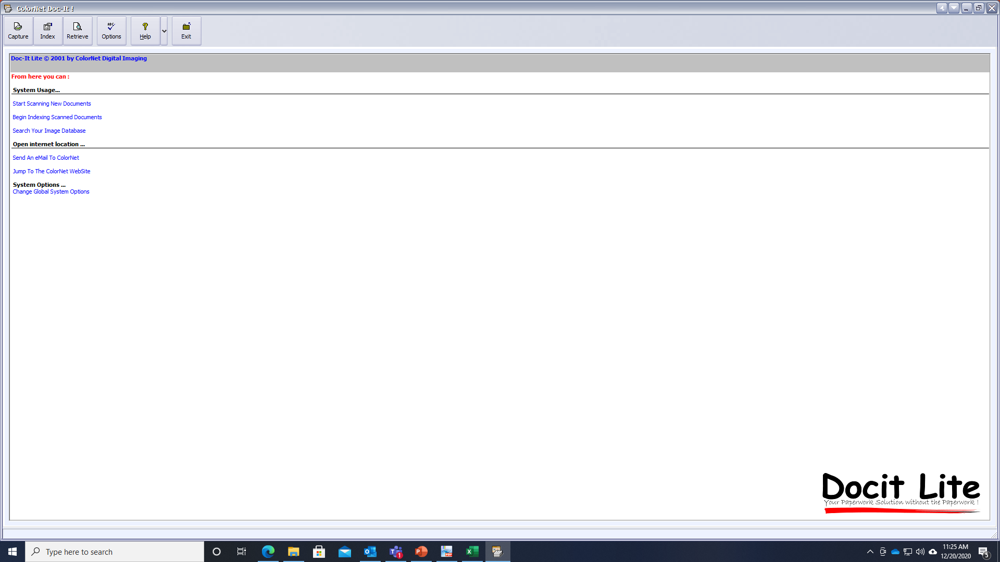 ColorNet Doc-It !
Capture
Index
Retrieve
ABC
Options
Help
Exit
Doc-It Lite © 2001 by ColorNet Digital Imaging
From here you can :
System Usage...
Start Scanning New Documents
Begin Indexing Scanned Documents
Search Your Image Database
Open internet location ...
Send An eMail To ColorNet
Jump To The ColorNet WebSite
System Options ...
Change Global System Options
Docit Lite
Your Paperwork Solution without the Paperwork !
Type here to search
11:25 AM
12/20/2020
1
5